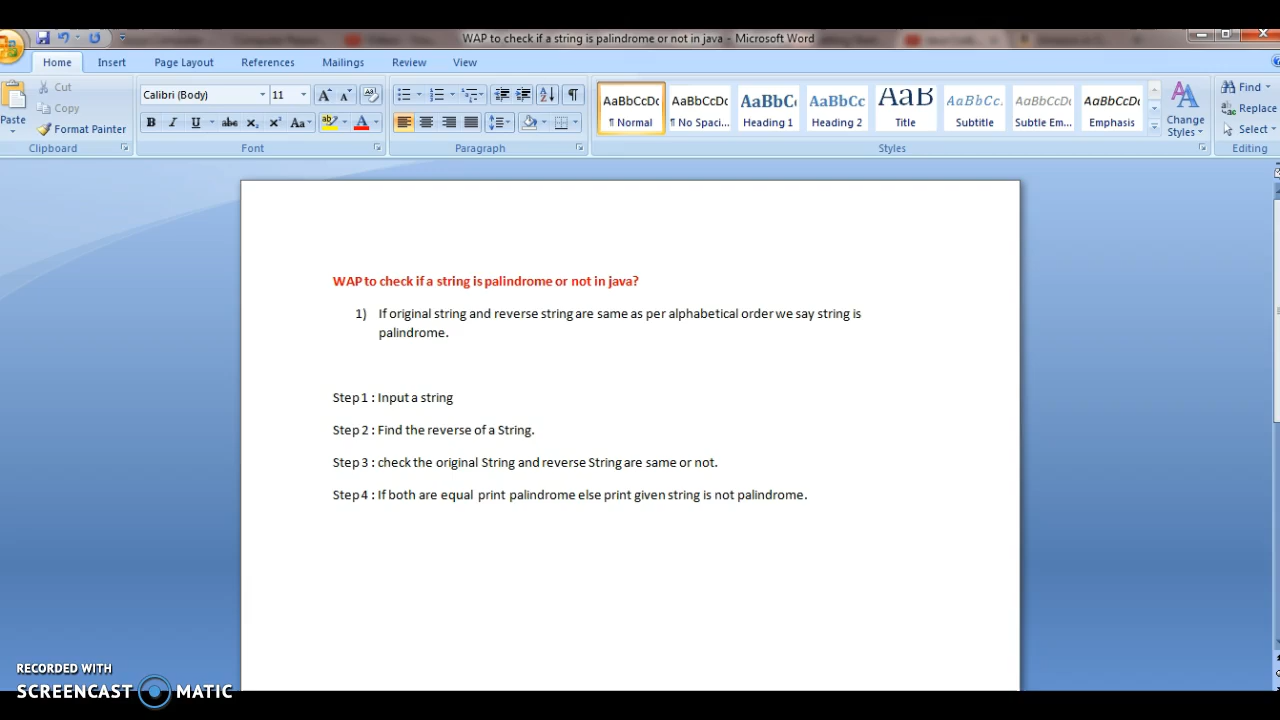 WAP to check if a string is palindrome or not in java - Microsoft Word
Home Insert Page Layout References Mailings Review View
Cut
Copy
Paste
Format Painter
Clipboard
Calibri (Body) 11
Font
Paragraph
AaBbCcDc AaBbCcDc AaBbCc AaBbCc AaB AaBbCc. AaBbCcDc AaBbCcDc
¶ Normal ¶ No Spaci... Heading 1 Heading 2 Title Subtitle Subtle Em... Emphasis
Change
Styles
Styles
Find
Replace
Select
Editing
WAP to check if a string is palindrome or not in java?
1) If original string and reverse string are same as per alphabetical order we say string is
palindrome.
Step 1 : Input a string
Step 2 : Find the reverse of a String.
Step 3 : check the original String and reverse String are same or not.
Step 4 : If both are equal print palindrome else print given string is not palindrome.
RECORDED WITH
SCREENCAST MATIC